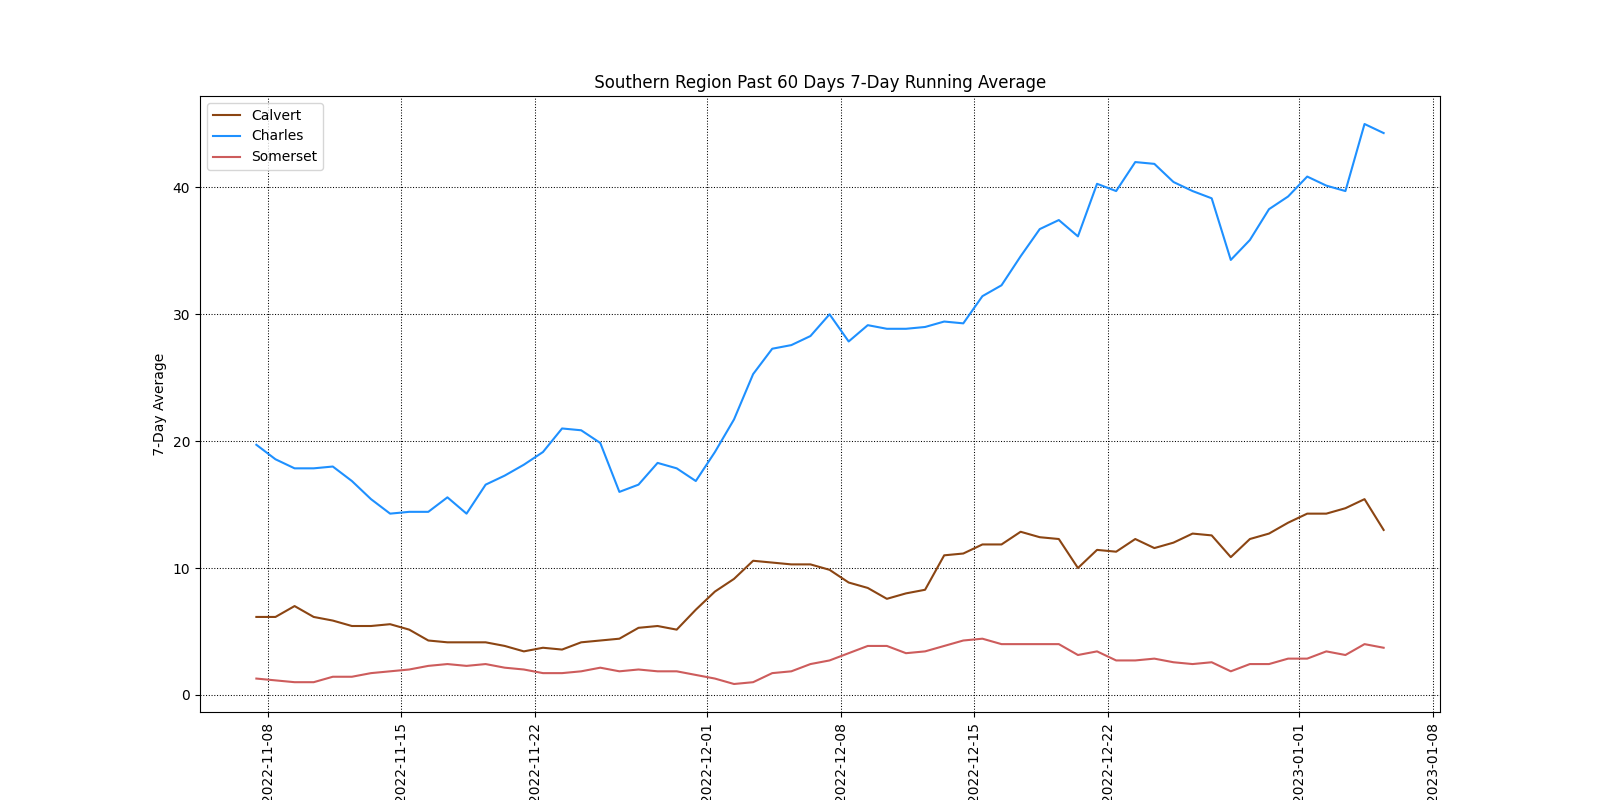 Southern Region Past 60 Days 7-Day Running Average
Calvert
Charles
Somerset
7-Day Average
40
30
20
10
0
2022-11-08
2022-11-15
2022-11-22
2022-12-01
2022-12-08
2022-12-15
2022-12-22
2023-01-01
2023-01-08